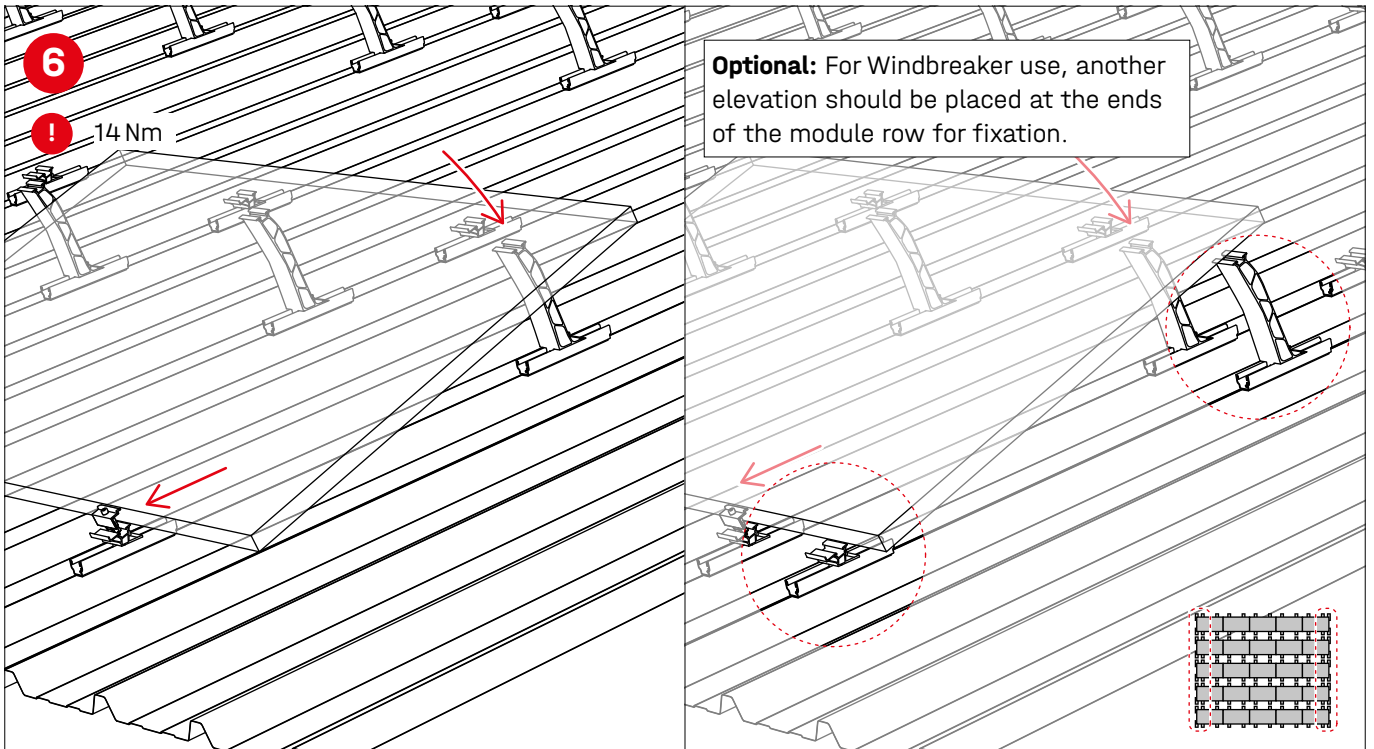 6
! 14 Nm
Optional: For Windbreaker use, another
elevation should be placed at the ends
of the module row for fixation.